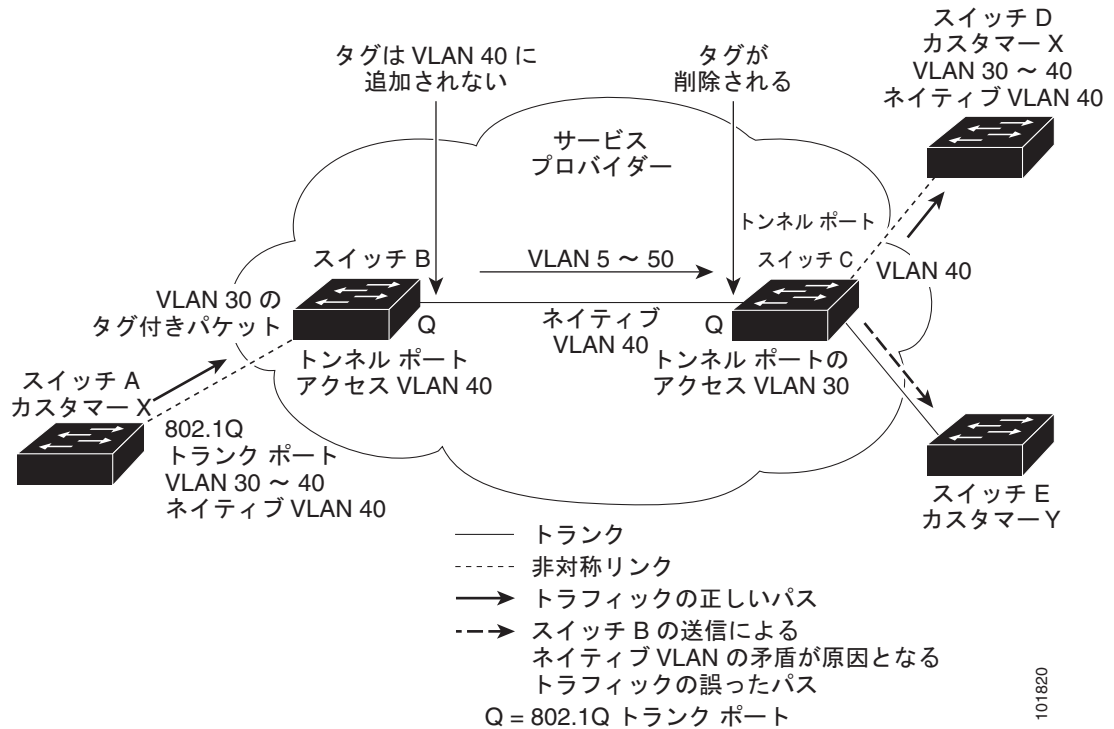 スイッチ D
カスタマー X
VLAN 30 ～ 40
ネイティブ VLAN 40
タグは VLAN 40 に
追加されない
タグが
削除される
サービス
プロバイダー
トンネル ポート
スイッチ B
VLAN 5 ～ 50
スイッチ C
VLAN 40
VLAN 30 の
タグ付きパケット
Q
ネイティブ
VLAN 40
Q
トンネル ポート
アクセス VLAN 40
トンネル ポートの
アクセス VLAN 30
スイッチ A
カスタマー X
802.1Q
トランク ポート
VLAN 30 ～ 40
ネイティブ VLAN 40
スイッチ E
カスタマー Y
トランク
非対称リンク
トラフィックの正しいパス
スイッチ B の送信による
ネイティブ VLAN の矛盾が原因となる
トラフィックの誤ったパス
Q = 802.1Q トランク ポート
101820